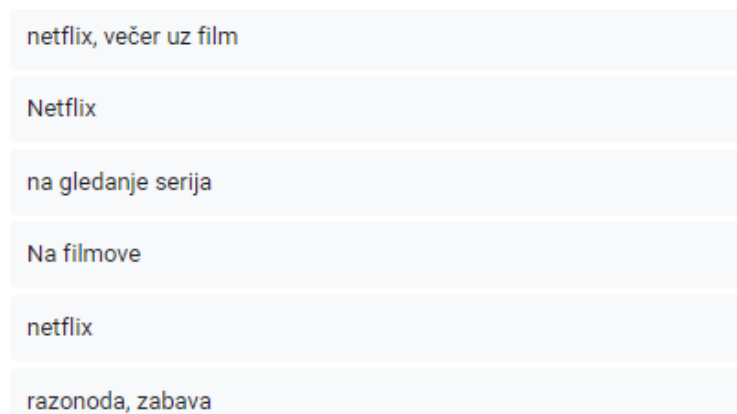 netflix, večer uz film
Netflix
na gledanje serija
Na filmove
netflix
razonoda, zabava